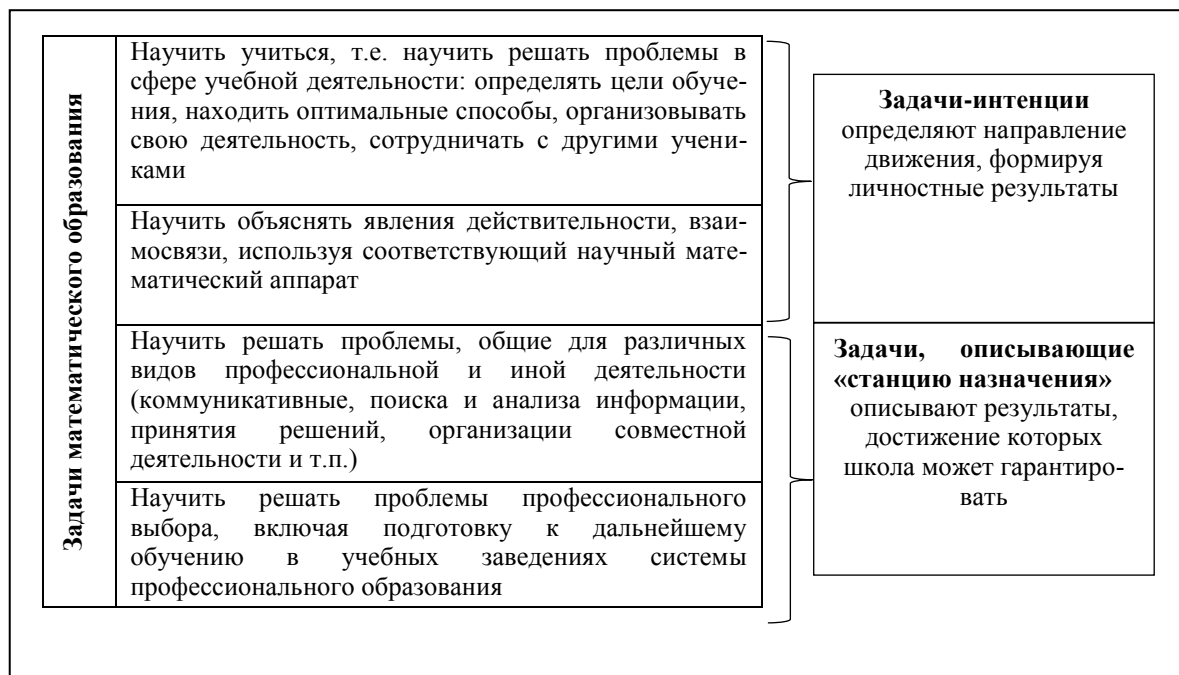 Задачи математического образования
Научить учиться, т.е. научить решать проблемы в
сфере учебной деятельности: определять цели обуче-
ния, находить оптимальные способы, организовывать
свою деятельность, сотрудничать с другими учени-
ками
Научить объяснять явления действительности, взаи-
мосвязи, используя соответствующий научный мате-
матический аппарат
Научить решать проблемы, общие для различных
видов профессиональной и иной деятельности
(коммуникативные, поиска и анализа информации,
принятия решений, организации совместной
деятельности и т.п.)
Научить решать проблемы профессионального
выбора, включая подготовку к дальнейшему
обучению в учебных заведениях системы
профессионального образования
Задачи-интенции
определяют направление
движения, формируя
личностные результаты
Задачи, описывающие
«станцию назначения»
описывают результаты,
достижение которых
школа может гарантиро-
вать